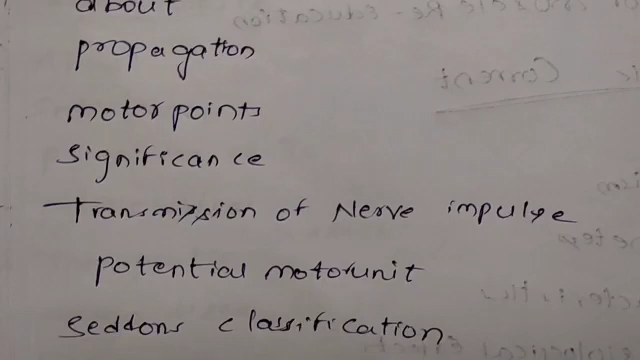 about
propagation
motor points
significance
Transmission of Nerve impulse
potential motorunit
seddons classification